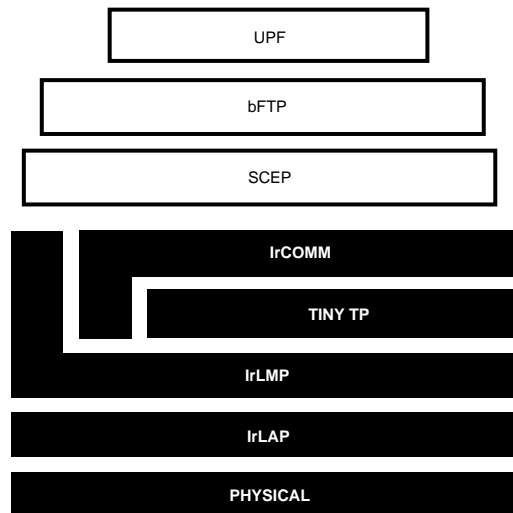 UPF
bFTP
SCEP
IrCOMM
TINY TP
IrLMP
IrLAP
PHYSICAL